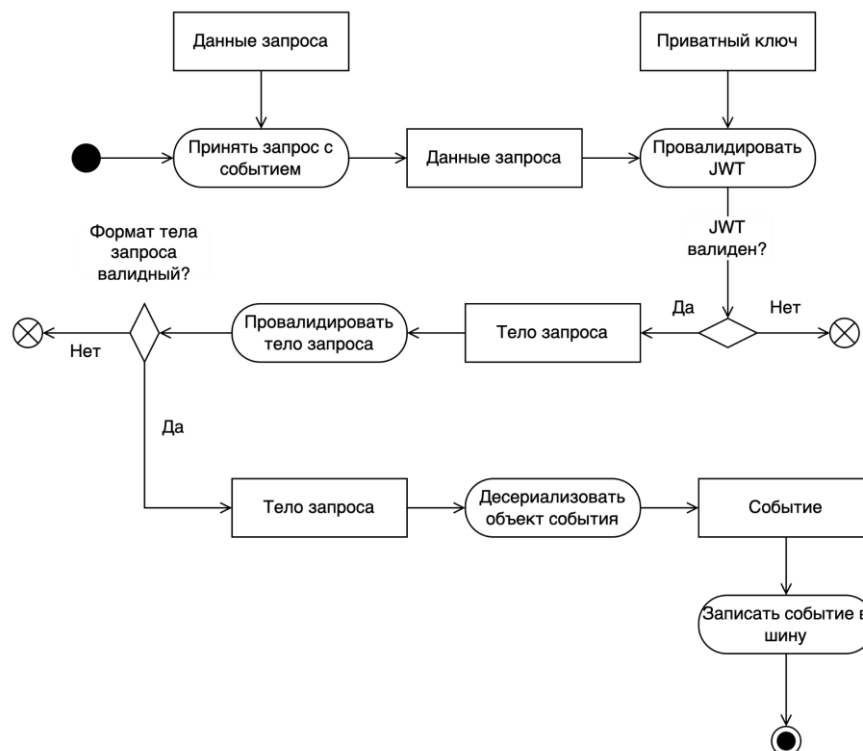 Данные запроса
Приватный ключ
Принять запрос с
событием
Данные запроса
Провалидировать
JWT
Формат тела
запроса
валидный?
JWT
валиден?
Нет
Провалидировать
тело запроса
Тело запроса
Да
Нет
Да
Тело запроса
Десериализовать
объект события
Событие
Записать событие в
шину